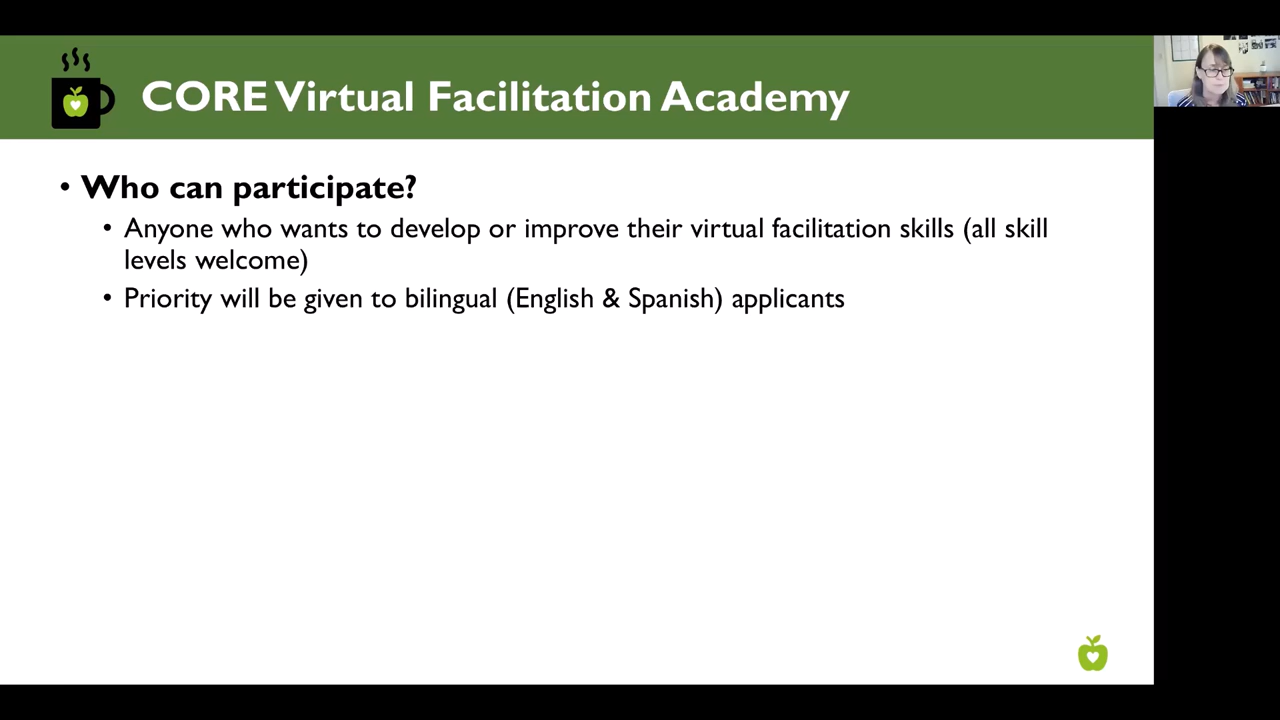 CORE Virtual Facilitation Academy
• Who can participate?
• Anyone who wants to develop or improve their virtual facilitation skills (all skill
levels welcome)
• Priority will be given to bilingual (English & Spanish) applicants